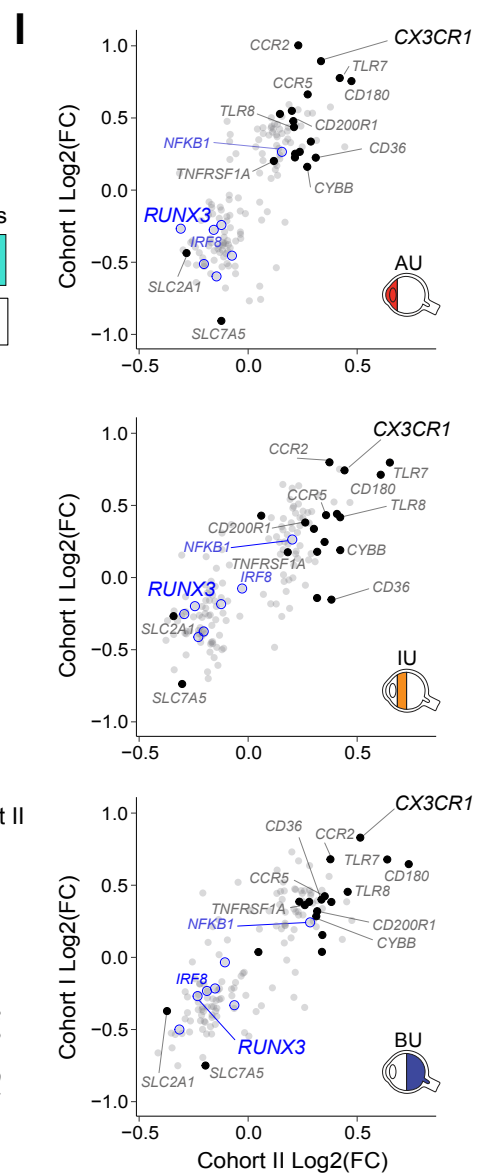 I
s
t II
1.0
0.5
0.0
−0.5
−1.0
Cohort I Log2(FC)
CCR2
CX3CR1
TLR7
CCR5
CD180
TLR8
CD200R1
NFKB1
CD36
TNFRSF1A
CYBB
RUNX3
IRF8
SLC2A1
SLC7A5
AU
−0.5
0.0
0.5
1.0
0.5
0.0
−0.5
−1.0
Cohort I Log2(FC)
CX3CR1
CCR2
TLR7
CD180
CCR5
TLR8
CD200R1
NFKB1
CYBB
TNFRSF1A
IRF8
RUNX3
CD36
SLC2A1
SLC7A5
IU
−0.5
0.0
0.5
1.0
0.5
0.0
−0.5
−1.0
Cohort I Log2(FC)
CX3CR1
CD36
CCR2
TLR7
CD180
CCR5
TLR8
TNFRSF1A
NFKB1
CD200R1
CYBB
IRF8
RUNX3
SLC2A1
SLC7A5
BU
−0.5
0.0
0.5
Cohort II Log2(FC)